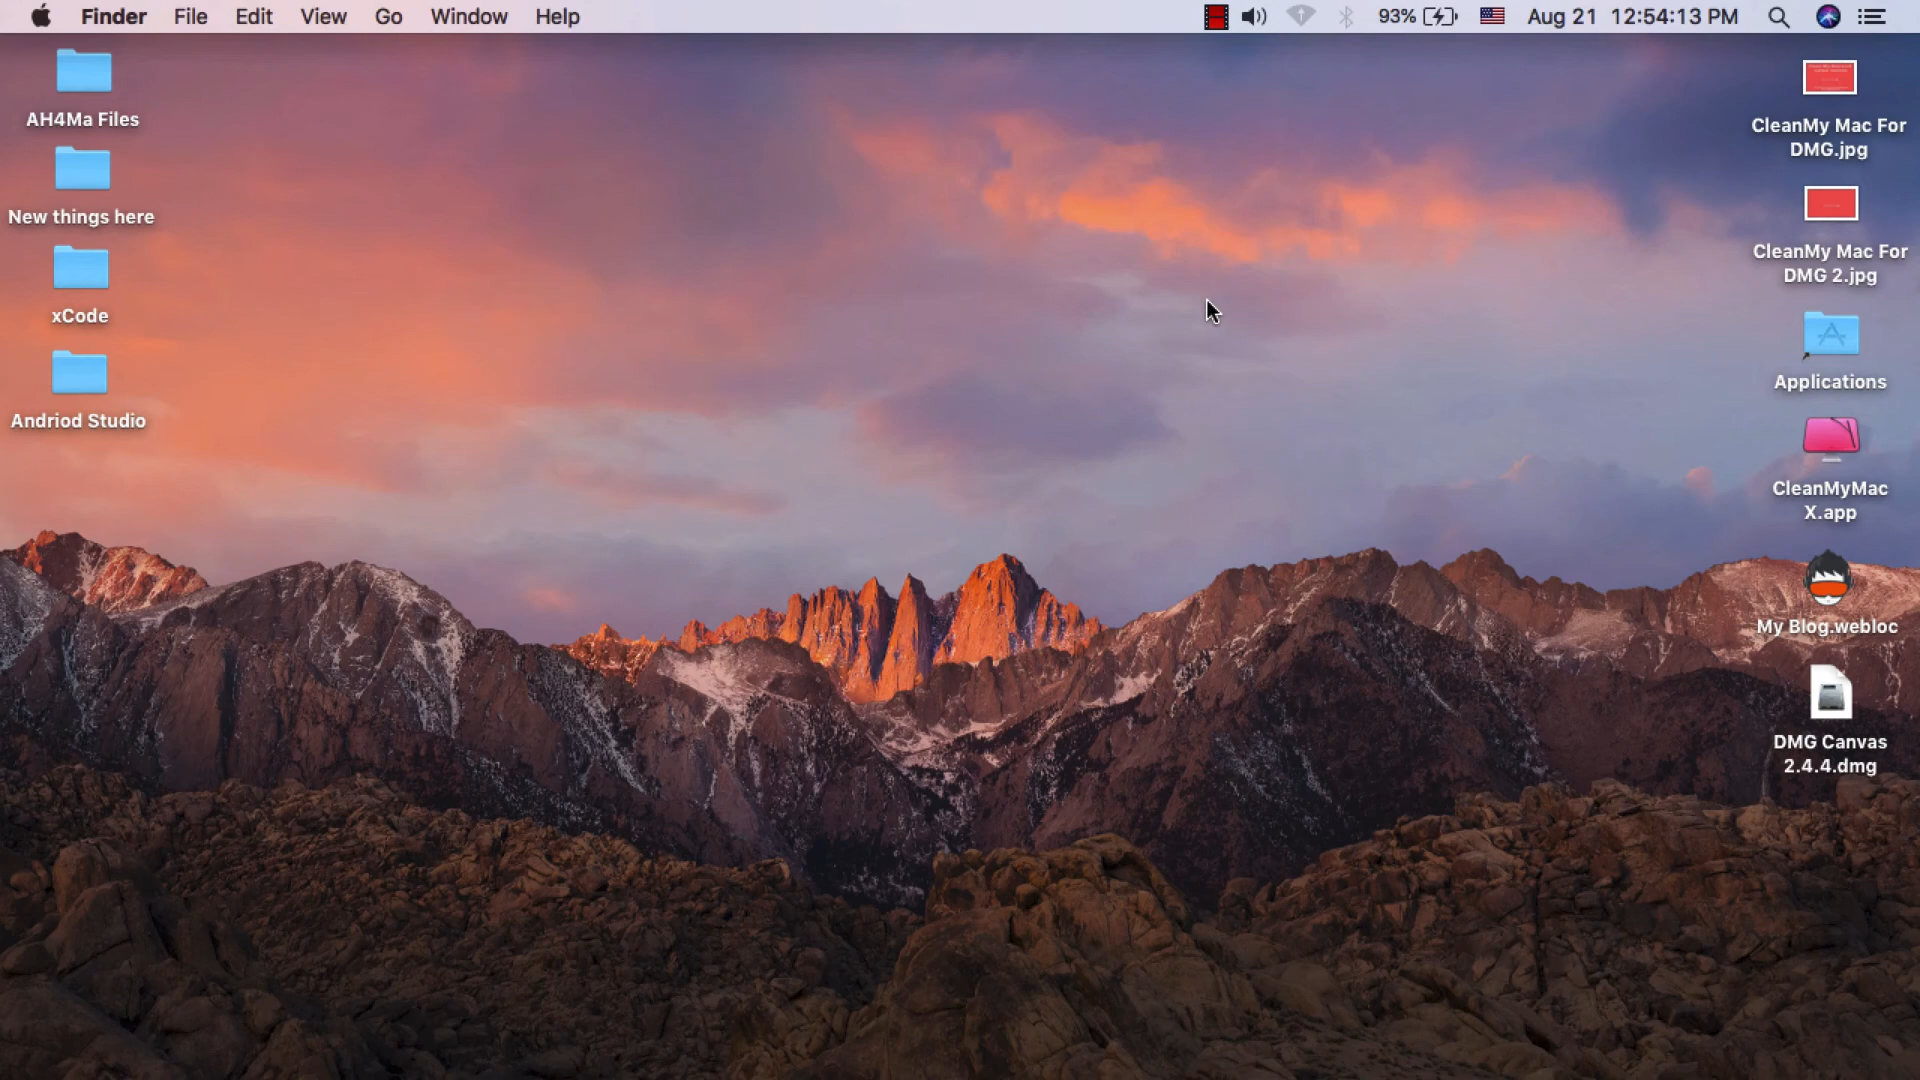 Finder File Edit View Go Window Help 93% Aug 21 12:54:13 PM
AH4Ma Files
New things here
xCode
Andriod Studio
CleanMy Mac For
DMG.jpg
CleanMy Mac For
DMG 2.jpg
Applications
CleanMyMac
X.app
My Blog.webloc
DMG Canvas
2.4.4.dmg